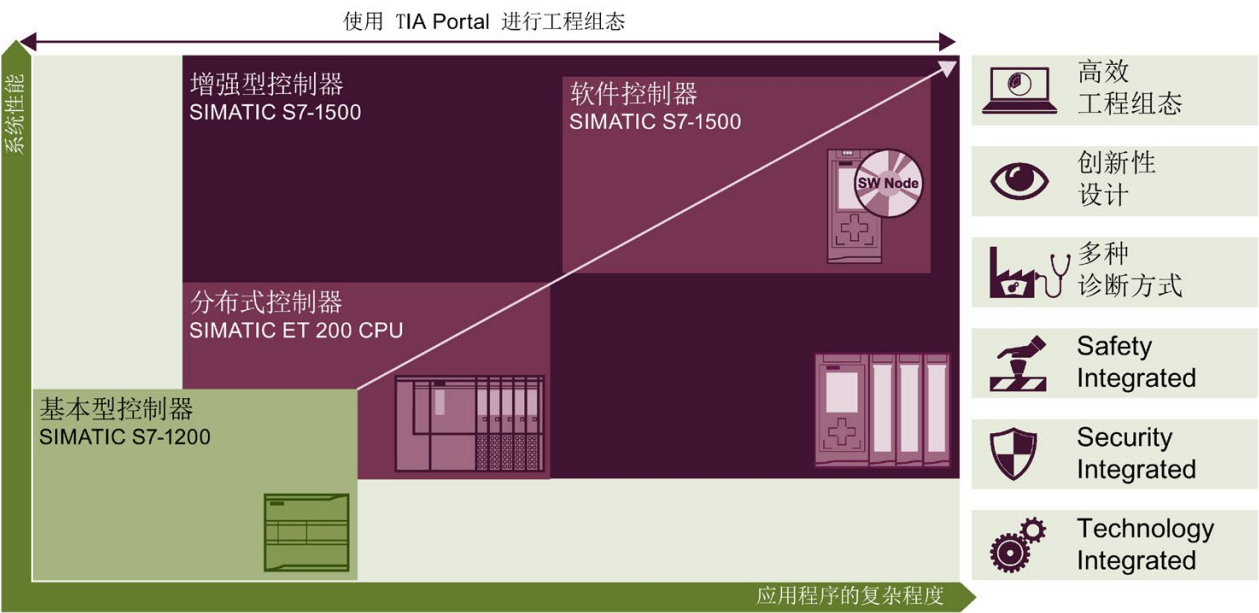 使用 TIA Portal 进行工程组态
系统性能
增强型控制器
SIMATIC S7-1500
软件控制器
SIMATIC S7-1500
SW Node
分布式控制器
SIMATIC ET 200 CPU
基本型控制器
SIMATIC S7-1200
应用程序的复杂程度
高效
工程组态
创新性
设计
多种
诊断方式
Safety
Integrated
Security
Integrated
Technology
Integrated